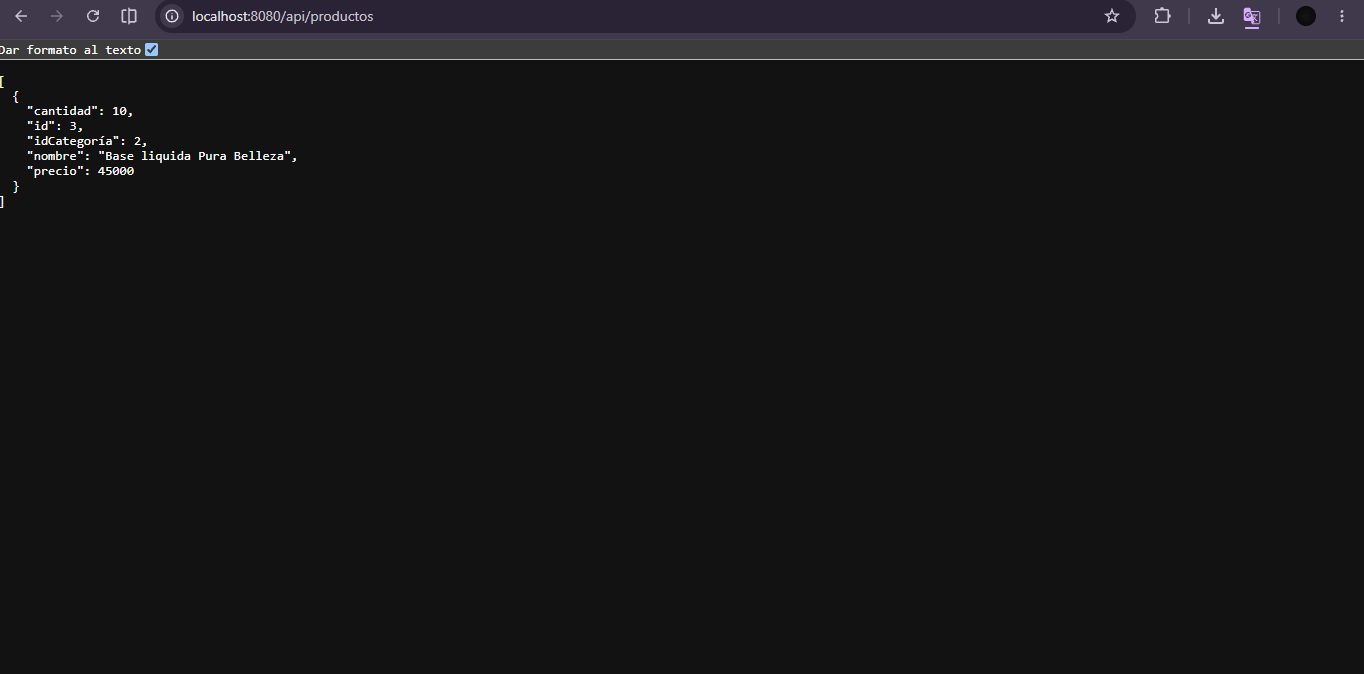 localhost:8080/api/productos
Dar formato al texto
[
  {
    "cantidad": 10,
    "id": 3,
    "idCategoría": 2,
    "nombre": "Base liquida Pura Belleza",
    "precio": 45000
  }
]